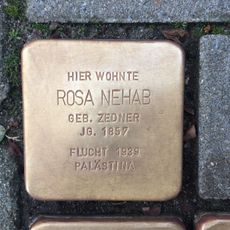 HIER WOHNTE
ROSA NEHAB
GEB. ZEDNER
JG. 1857
FLUCHT 1939
PALÄSTINA